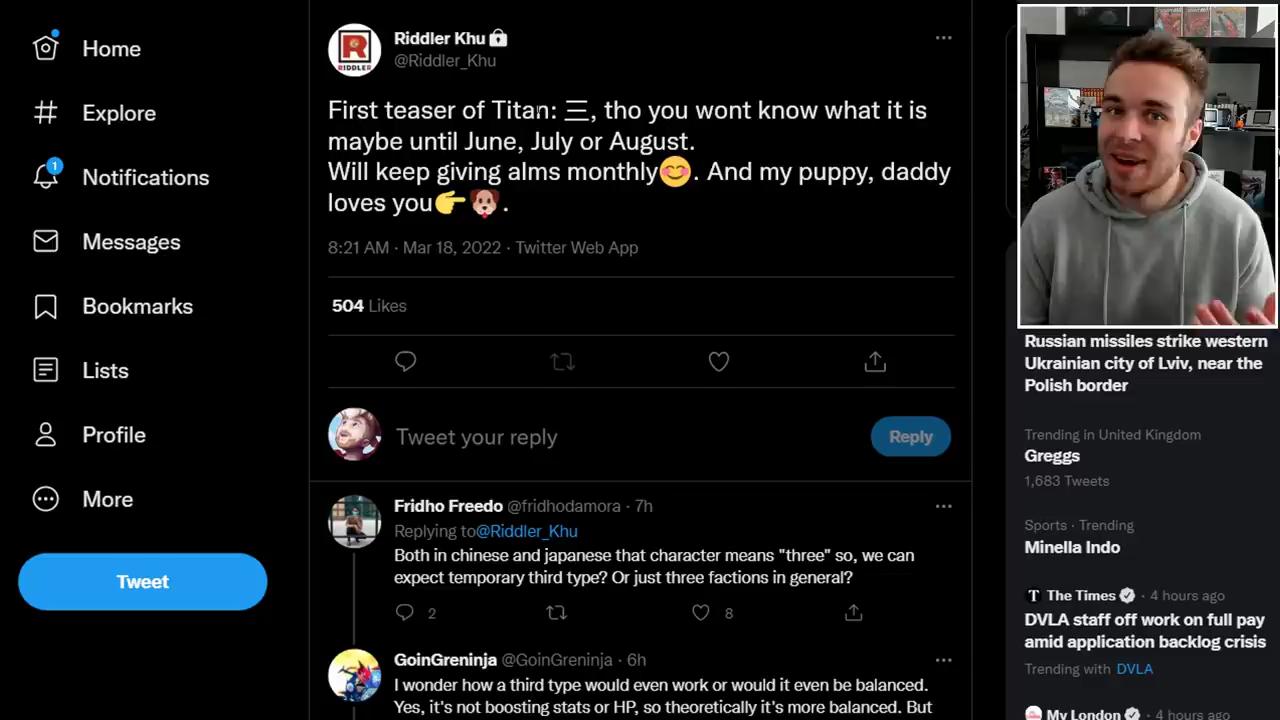 Home
Explore
1
Notifications
Messages
Bookmarks
Lists
Profile
More
Tweet
R
RIDDLER
Riddler Khu
@Riddler_Khu
First teaser of Titan: 三, tho you wont know what it is
maybe until June, July or August.
Will keep giving alms monthly😊. And my puppy, daddy
loves you👉🐶.
8:21 AM · Mar 18, 2022 · Twitter Web App
504 Likes
Tweet your reply
Reply
Fridho Freedo @fridhodamora · 7h
Replying to@Riddler_Khu
Both in chinese and japanese that character means "three" so, we can
expect temporary third type? Or just three factions in general?
2
8
GoinGreninja @GoinGreninja · 6h
I wonder how a third type would even work or would it even be balanced.
Yes, it's not boosting stats or HP, so theoretically it's more balanced. But
Russian missiles strike western
Ukrainian city of Lviv, near the
Polish border
Trending in United Kingdom
Greggs
1,683 Tweets
Sports · Trending
Minella Indo
T The Times · 4 hours ago
DVLA staff off work on full pay
amid application backlog crisis
Trending with DVLA
My London · 4 hours ago